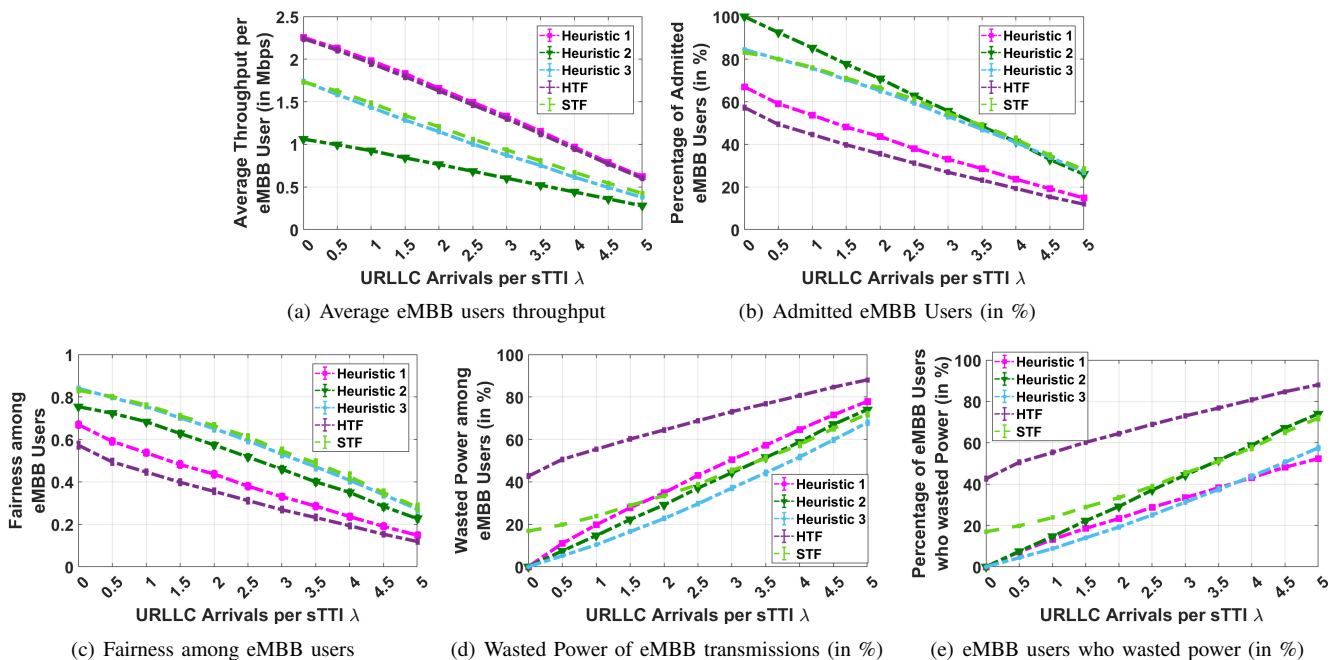 2.5
2
1.5
1
0.5
0
Average Throughput per
eMBB User (in Mbps)
Heuristic 1
Heuristic 2
Heuristic 3
HTF
STF
0 0.5 1 1.5 2 2.5 3 3.5 4 4.5 5
URLLC Arrivals per sTTI λ
(a) Average eMBB users throughput
100
80
60
40
20
0
Percentage of Admitted
eMBB Users (in %)
Heuristic 1
Heuristic 2
Heuristic 3
HTF
STF
0 0.5 1 1.5 2 2.5 3 3.5 4 4.5 5
URLLC Arrivals per sTTI λ
(b) Admitted eMBB Users (in %)
1
0.8
0.6
0.4
0.2
0
Fairness among
eMBB Users
Heuristic 1
Heuristic 2
Heuristic 3
HTF
STF
0 0.5 1 1.5 2 2.5 3 3.5 4 4.5 5
URLLC Arrivals per sTTI λ
(c) Fairness among eMBB users
100
80
60
40
20
0
Wasted Power among
eMBB Users (in %)
Heuristic 1
Heuristic 2
Heuristic 3
HTF
STF
0 0.5 1 1.5 2 2.5 3 3.5 4 4.5 5
URLLC Arrivals per sTTI λ
(d) Wasted Power of eMBB transmissions (in %)
100
80
60
40
20
0
Percentage of eMBB Users
who wasted Power (in %)
Heuristic 1
Heuristic 2
Heuristic 3
HTF
STF
0 0.5 1 1.5 2 2.5 3 3.5 4 4.5 5
URLLC Arrivals per sTTI λ
(e) eMBB users who wasted power (in %)